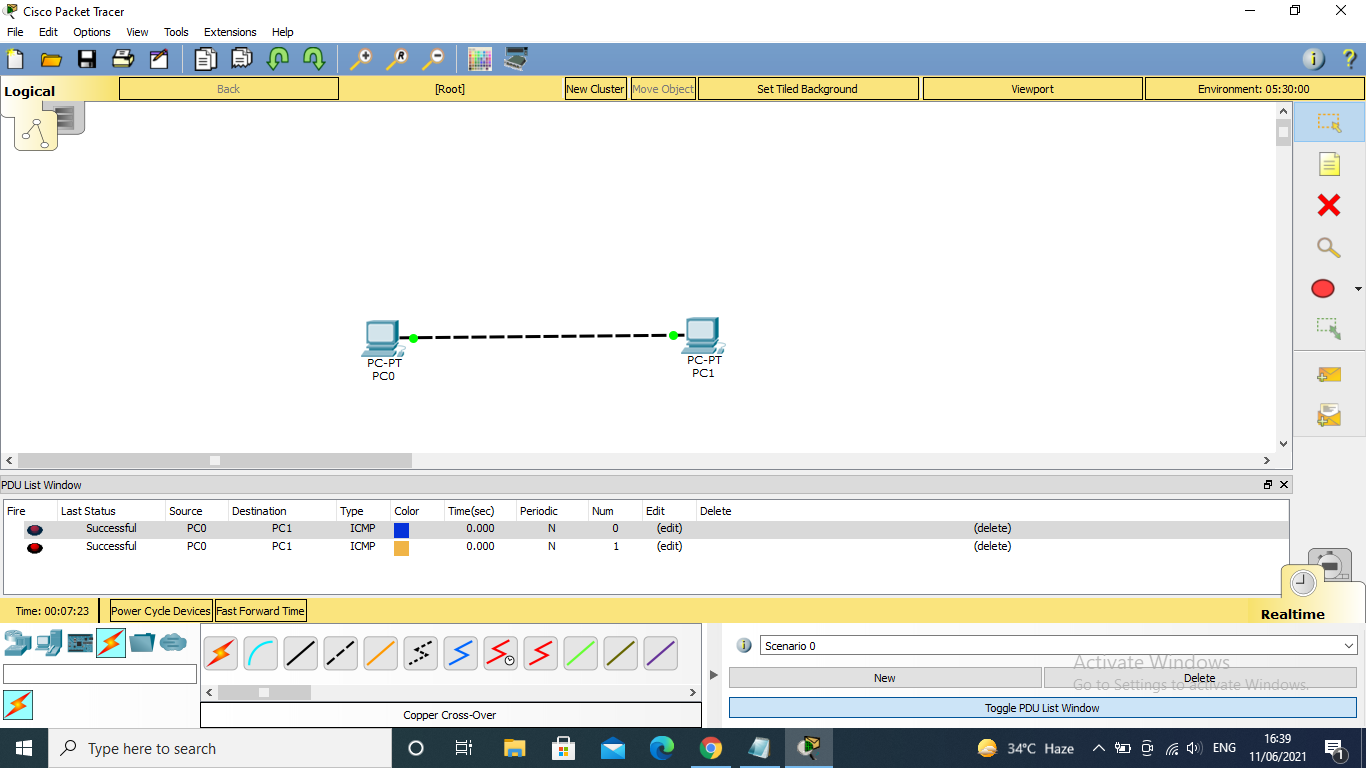 Cisco Packet Tracer
File Edit Options View Tools Extensions Help
Logical Back [Root] New Cluster Move Object Set Tiled Background Viewport Environment: 05:30:00
PC-PT
PC0
PC-PT
PC1
PDU List Window
Fire Last Status Source Destination Type Color Time(sec) Periodic Num Edit Delete
Successful PC0 PC1 ICMP 0.000 N 0 (edit) (delete)
Successful PC0 PC1 ICMP 0.000 N 1 (edit) (delete)
Time: 00:07:23 Power Cycle Devices Fast Forward Time
Realtime
Scenario 0
New Delete
Toggle PDU List Window
Copper Cross-Over
Activate Windows
Go to Settings to activate Windows.
Type here to search
34°C Haze
ENG
16:39
11/06/2021
1